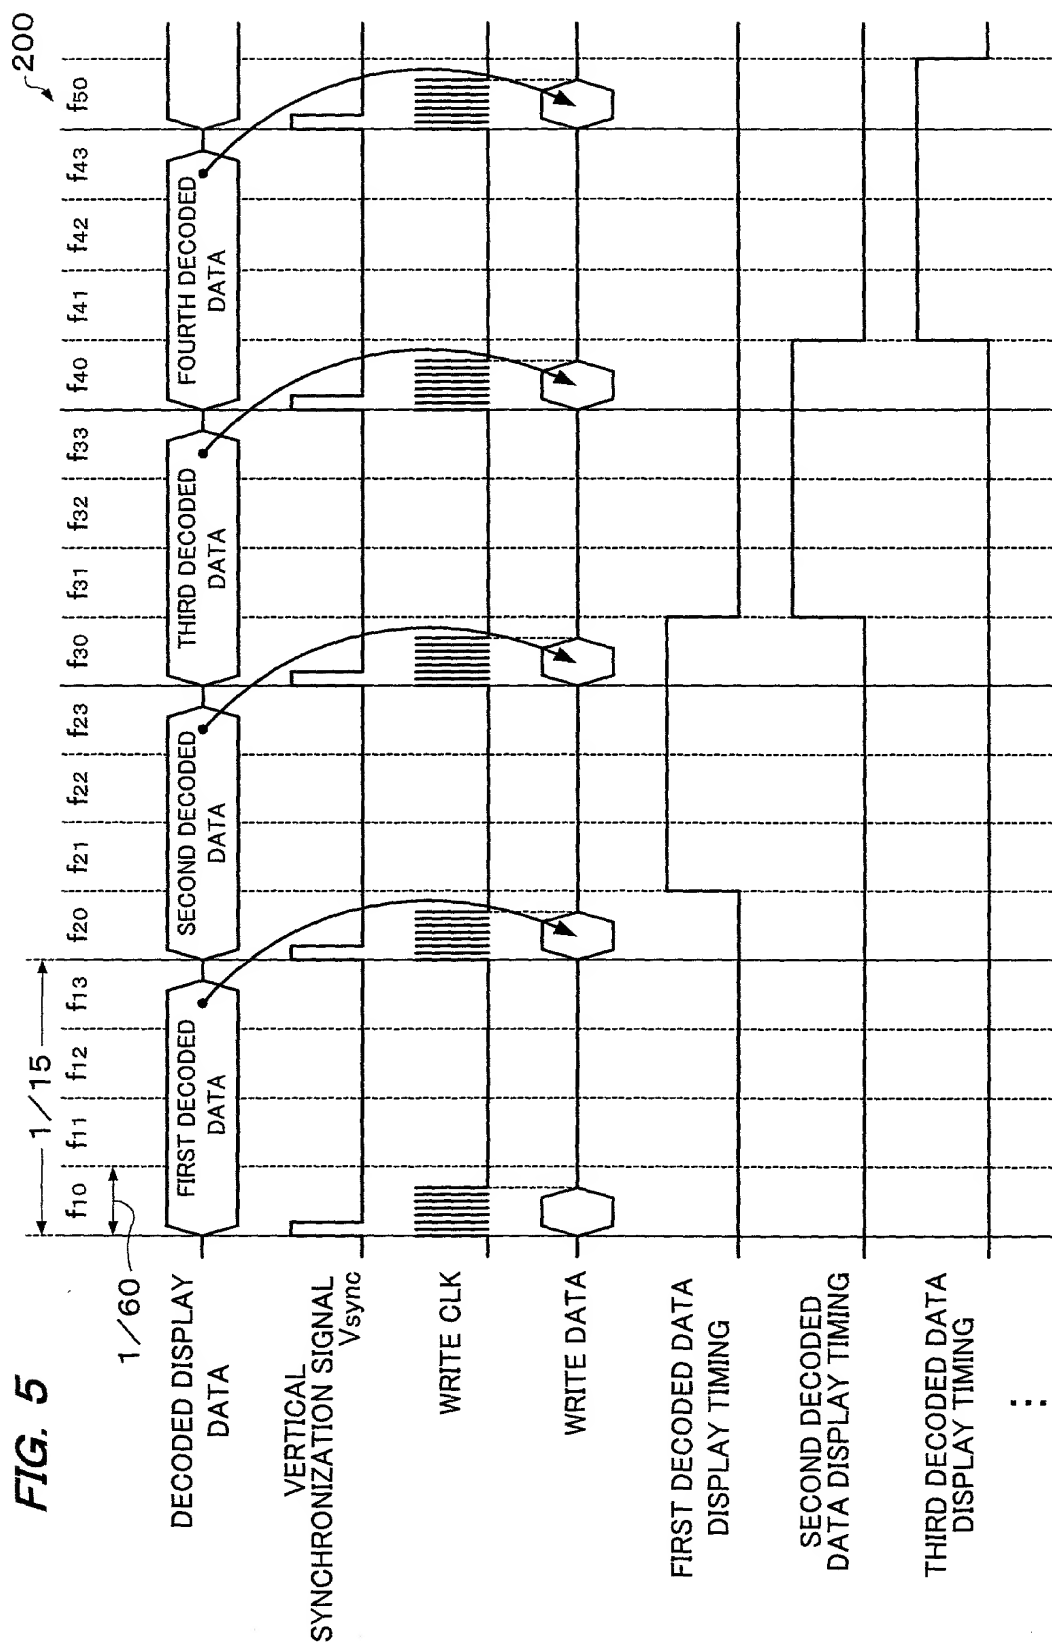 FIG. 5
200
1/15
1/60
f10 f11 f12 f13 f20 f21 f22 f23 f30 f31 f32 f33 f40 f41 f42 f43 f50
DECODED DISPLAY
DATA
FIRST DECODED
DATA
SECOND DECODED
DATA
THIRD DECODED
DATA
FOURTH DECODED
DATA
VERTICAL
SYNCHRONIZATION SIGNAL
Vsync
WRITE CLK
WRITE DATA
FIRST DECODED DATA
DISPLAY TIMING
SECOND DECODED
DATA DISPLAY TIMING
THIRD DECODED DATA
DISPLAY TIMING
⋮